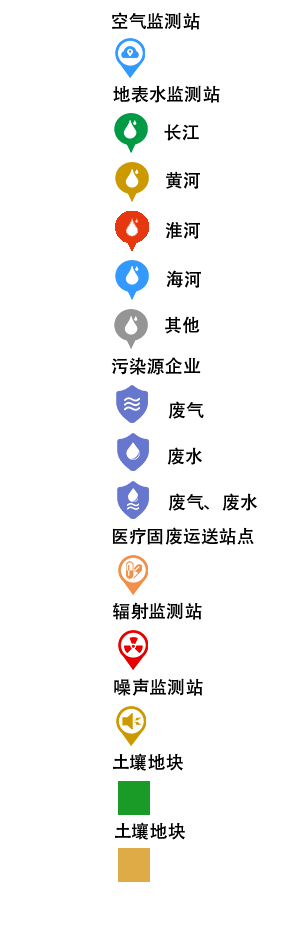 空气监测站
地表水监测站
长江
黄河
淮河
海河
其他
污染源企业
废气
废水
废气、废水
医疗固废运送站点
辐射监测站
噪声监测站
土壤地块
土壤地块